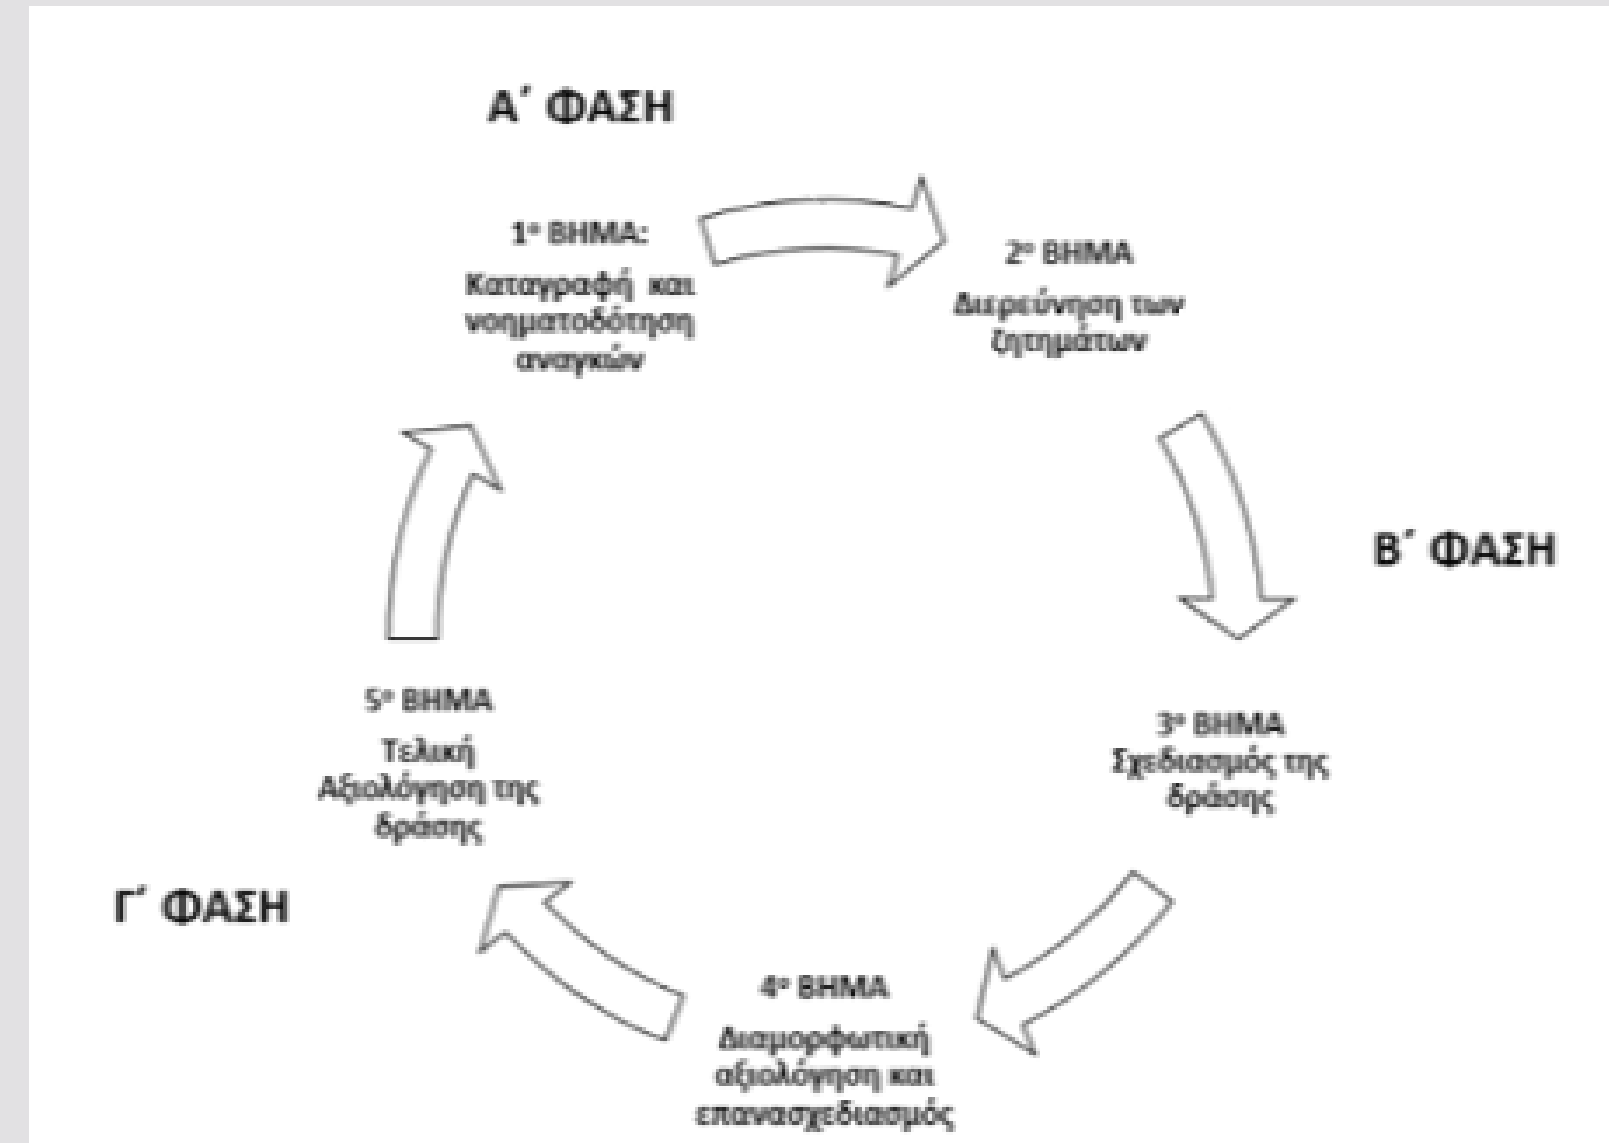 Α΄ ΦΑΣΗ
1ο ΒΗΜΑ:
Καταγραφή και
νοηματοδότηση
αναγκών
2ο ΒΗΜΑ
Διερεύνηση των
ζητημάτων
Β΄ ΦΑΣΗ
3ο ΒΗΜΑ
Σχεδιασμός της
δράσης
4ο ΒΗΜΑ
Διαμορφωτική
αξιολόγηση και
επανασχεδιασμός
Γ΄ ΦΑΣΗ
5ο ΒΗΜΑ
Τελική
Αξιολόγηση της
δράσης